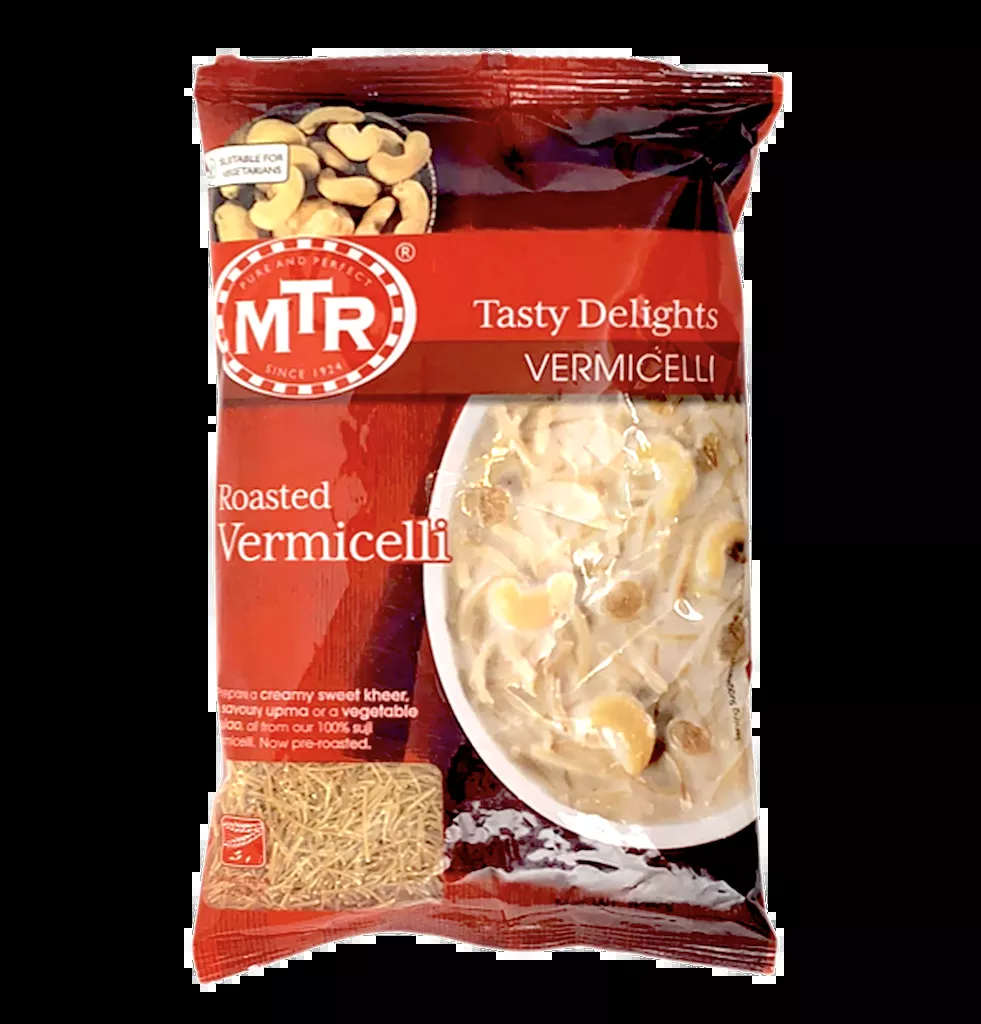 SUITABLE FOR
VEGETARIANS
PURE AND PERFECT
®
MTR
SINCE 1924
Tasty Delights
VERMICELLI
Roasted
Vermicelli
Prepare a creamy sweet kheer,
savoury upma or a vegetable
all from our 100% suji
Now pre-roasted.